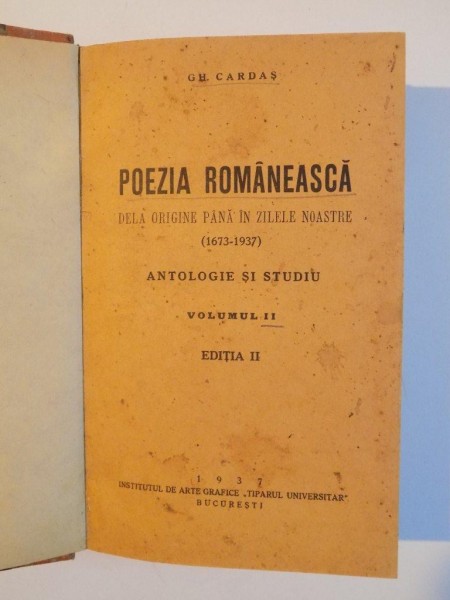 GH. CARDAȘ
POEZIA ROMÂNEASCĂ
DELA ORIGINE PÂNĂ ÎN ZILELE NOASTRE
(1673-1937)
ANTOLOGIE ȘI STUDIU
VOLUMUL II
EDIȚIA II
1937
INSTITUTUL DE ARTE GRAFICE „TIPARUL UNIVERSITAR"
BUCUREȘTI